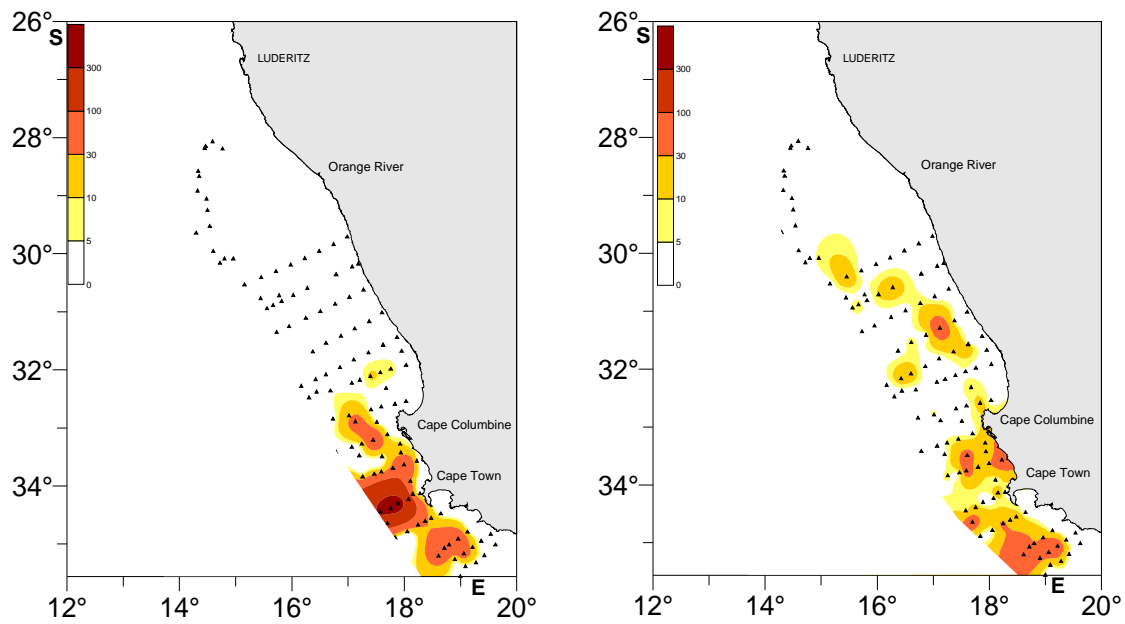 26°
S
300
100
30
10
5
0
LUDERITZ
28°
Orange River
30°
32°
Cape Columbine
Cape Town
34°
E
12°
14°
16°
18°
20°
26°
S
300
100
30
10
5
0
LUDERITZ
28°
Orange River
30°
32°
Cape Columbine
Cape Town
34°
E
12°
14°
16°
18°
20°